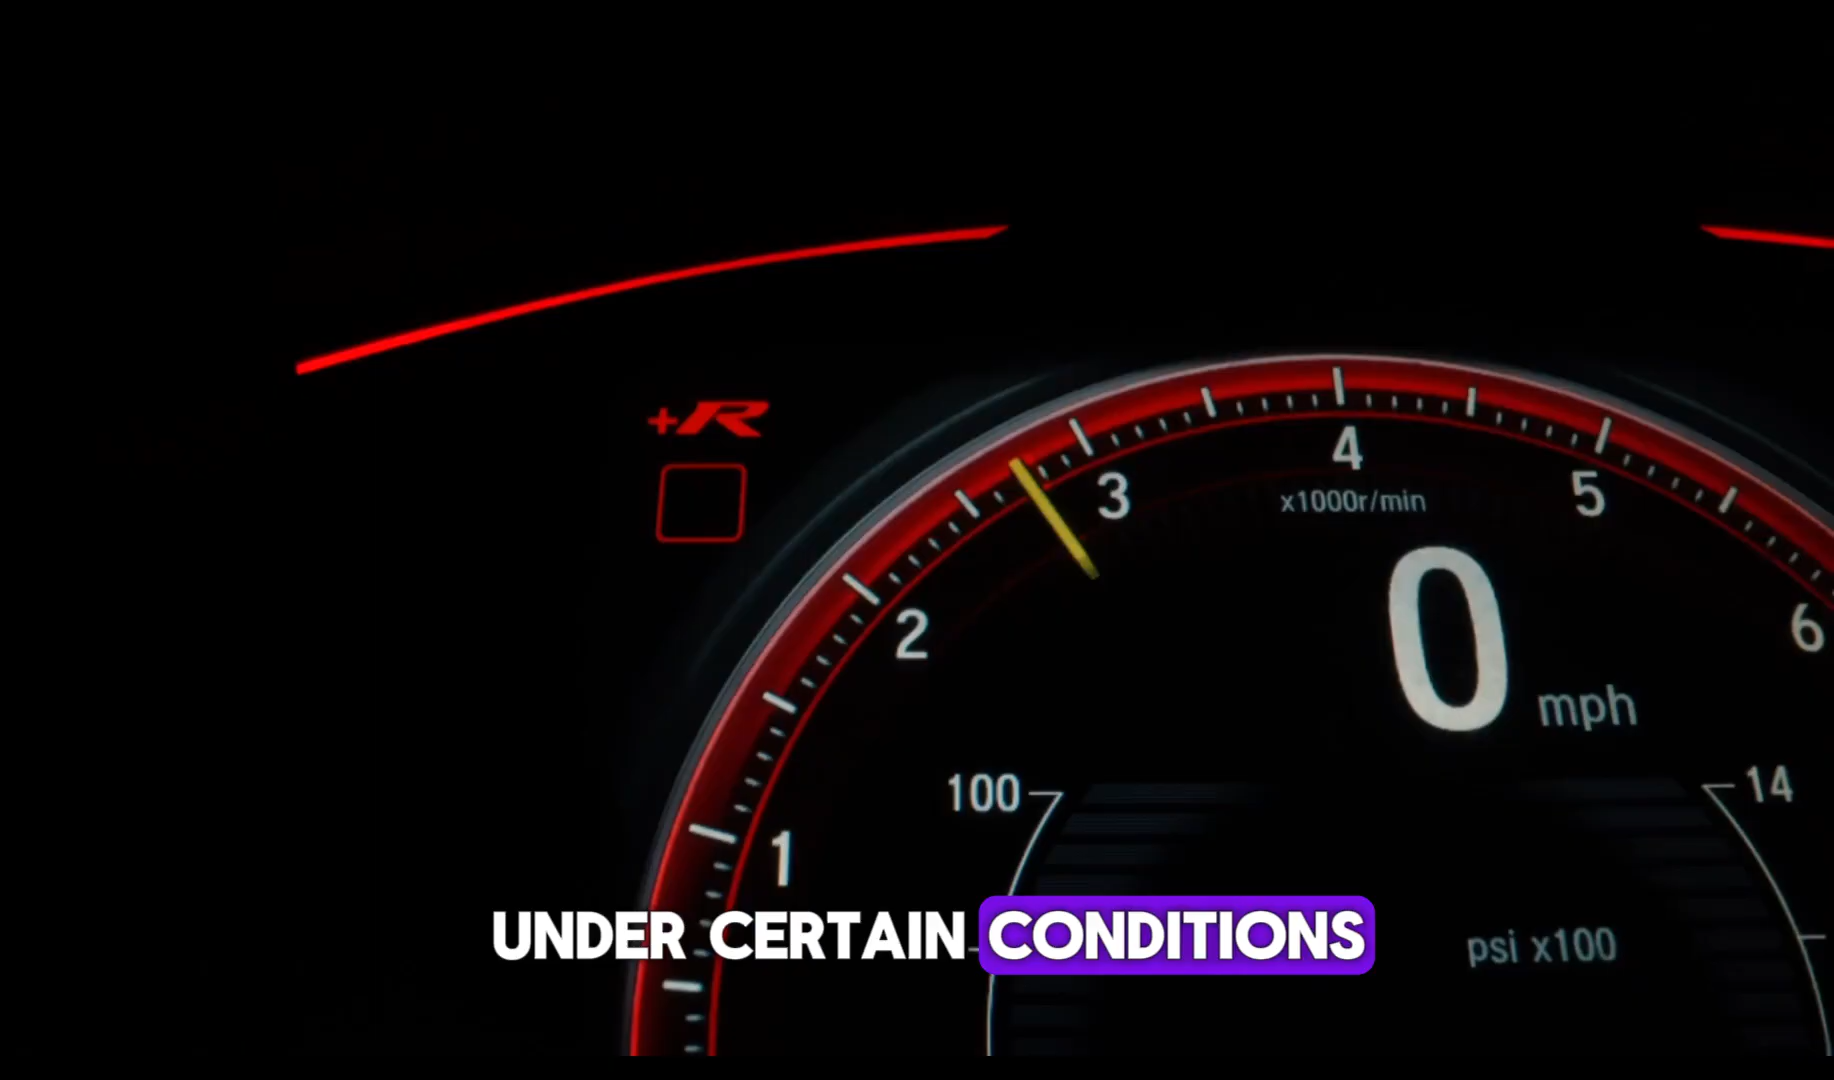 +R
4
3
5
x1000r/min
2
6
0
mph
100
14
1
UNDER CERTAIN CONDITIONS
psi x100